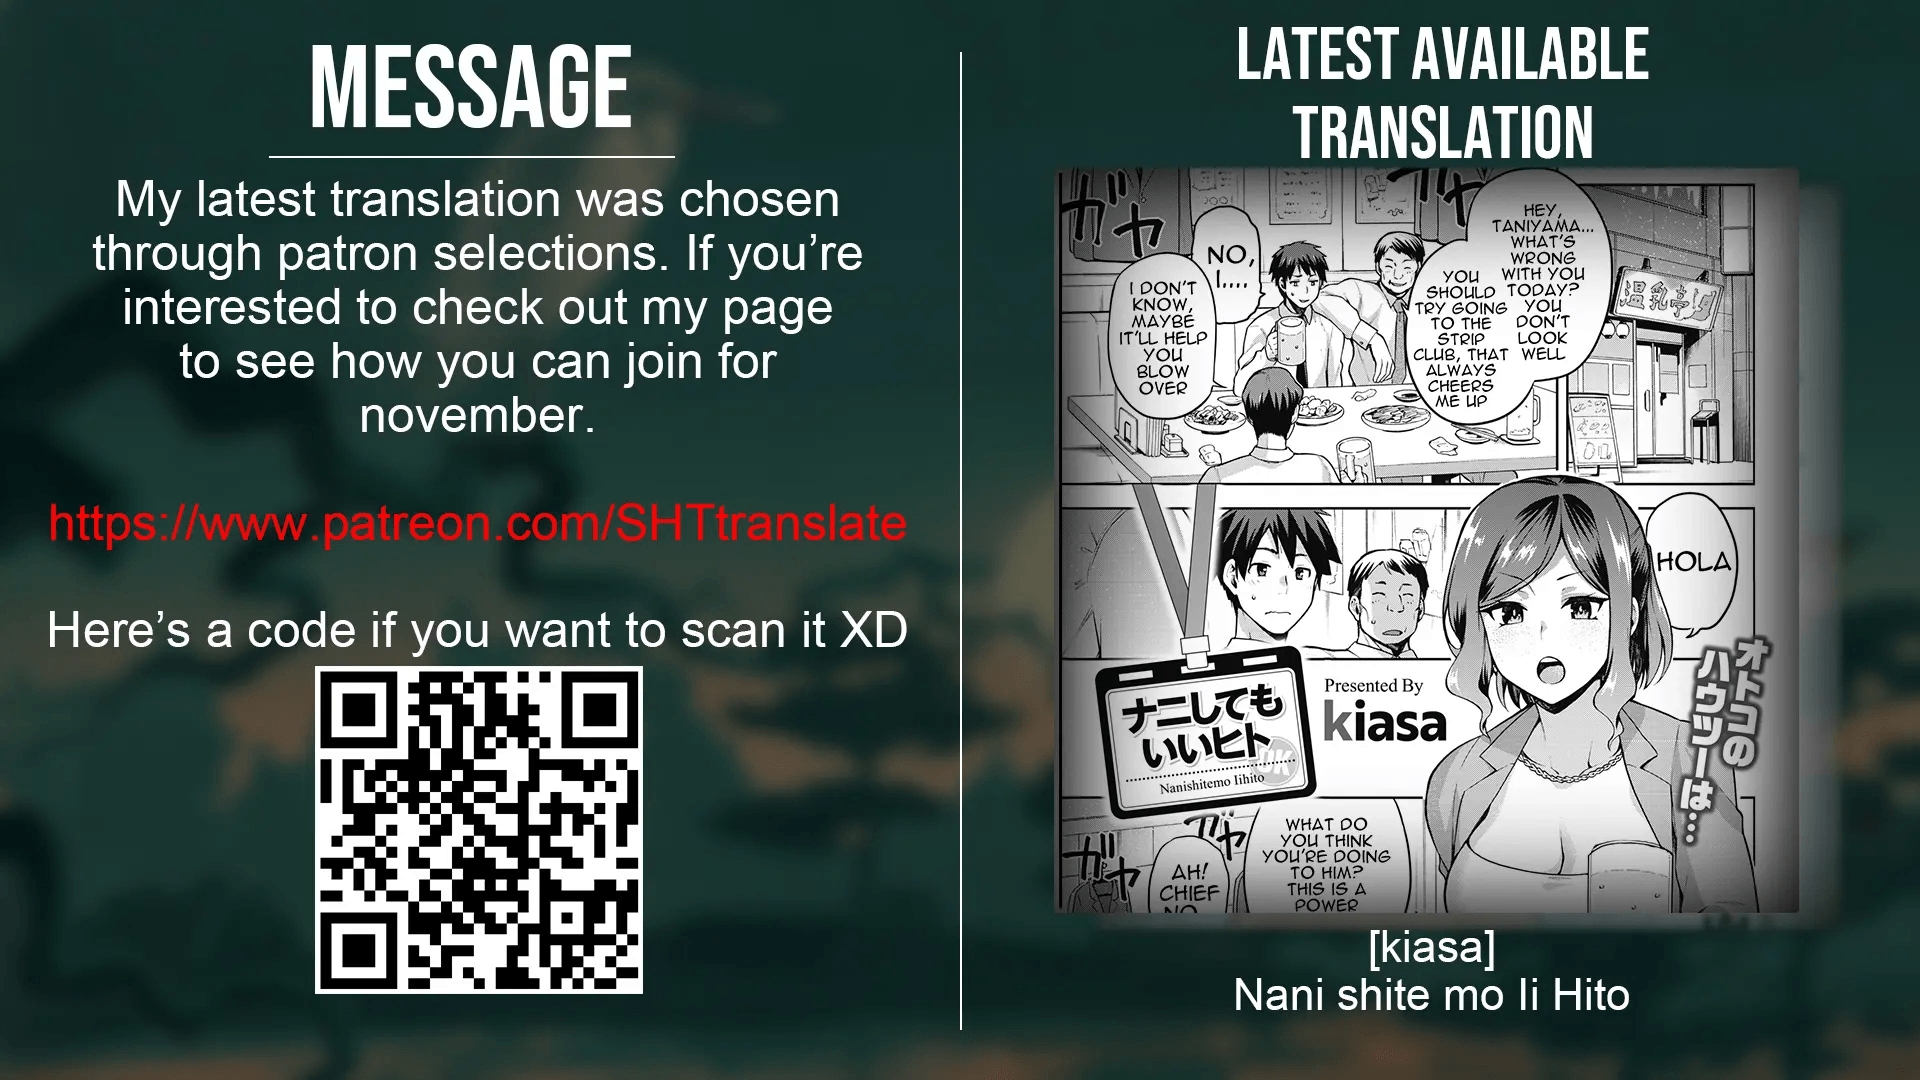 MESSAGE
My latest translation was chosen
through patron selections. If you're
interested to check out my page
to see how you can join for
november.
https://www.patreon.com/SHTtranslate
Here's a code if you want to scan it XD
LATEST AVAILABLE
TRANSLATION
ガヤ
ガヤ
HEY,
TANIYAMA...
WHAT'S
WRONG
WITH YOU
TODAY?
YOU
DON'T
LOOK
WELL
YOU
SHOULD
TRY GOING
TO THE
STRIP
CLUB, THAT
ALWAYS
CHEERS
ME UP
NO,
I....
I DON'T
KNOW,
MAYBE
IT'LL HELP
YOU
BLOW
OVER
HOLA
オトコの
ハウツーは…
ナニしても
いいヒト
OK
Nanishitemo Iihito
Presented By
kiasa
ガヤ
ガヤ
WHAT DO
YOU THINK
YOU'RE DOING
TO HIM?
THIS IS A
POWER
AH!
CHIEF
NO
[kiasa]
Nani shite mo Ii Hito